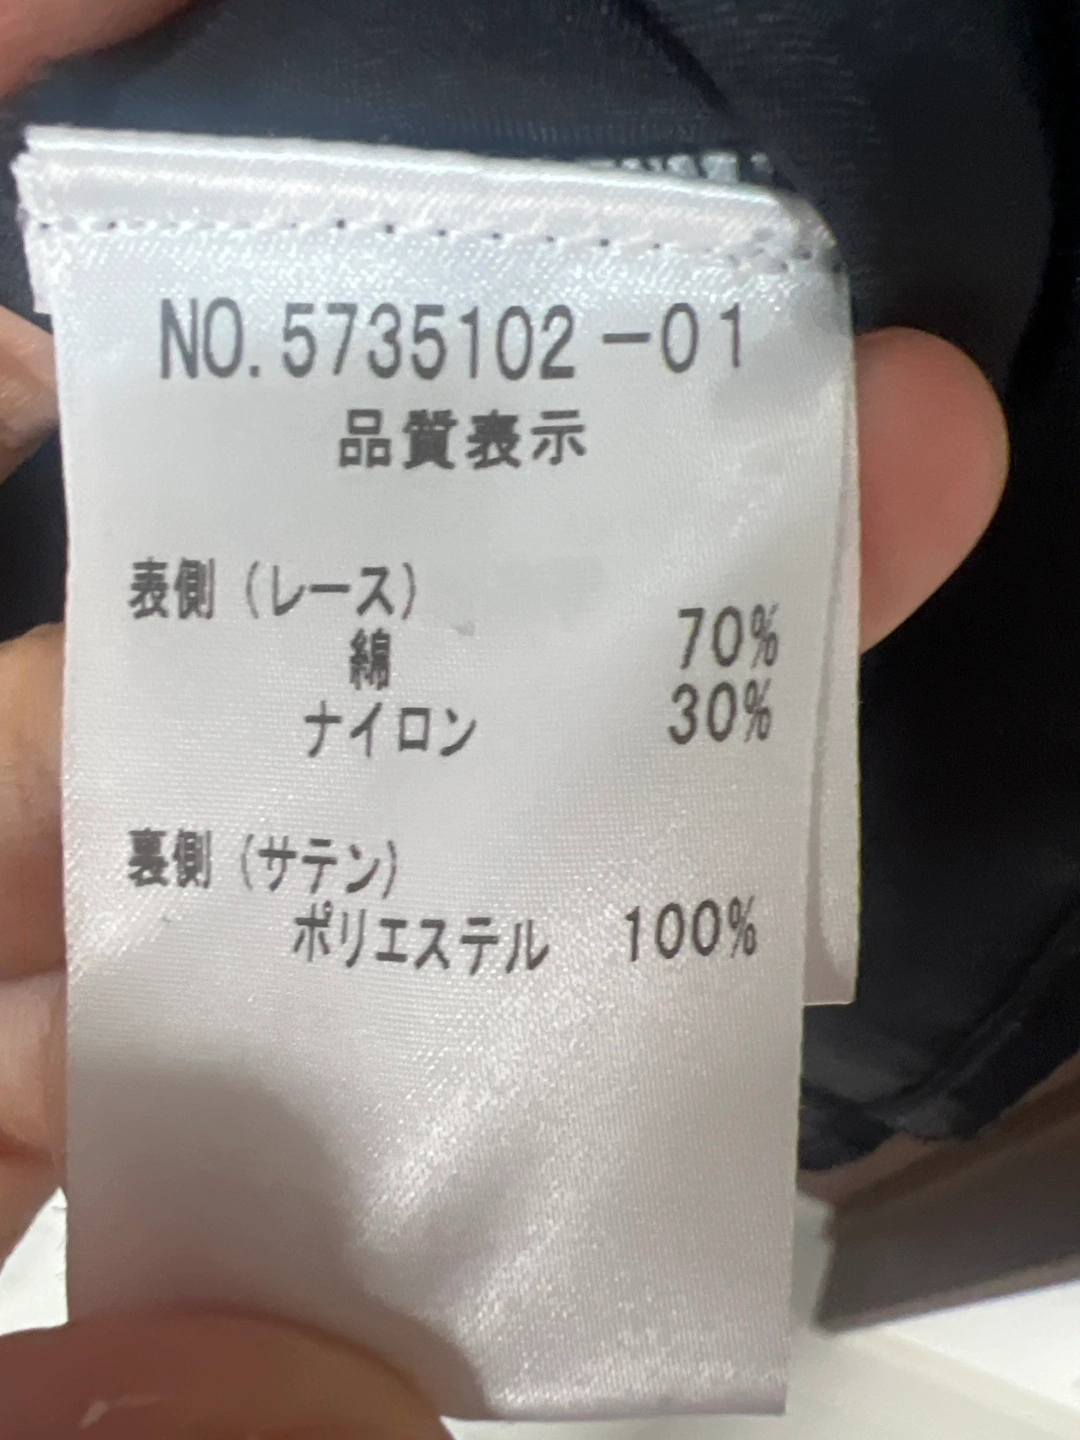 NO.5735102-01
品質表示
表側(レース)
綿 70%
ナイロン 30%
裏側(サテン)
ポリエステル 100%